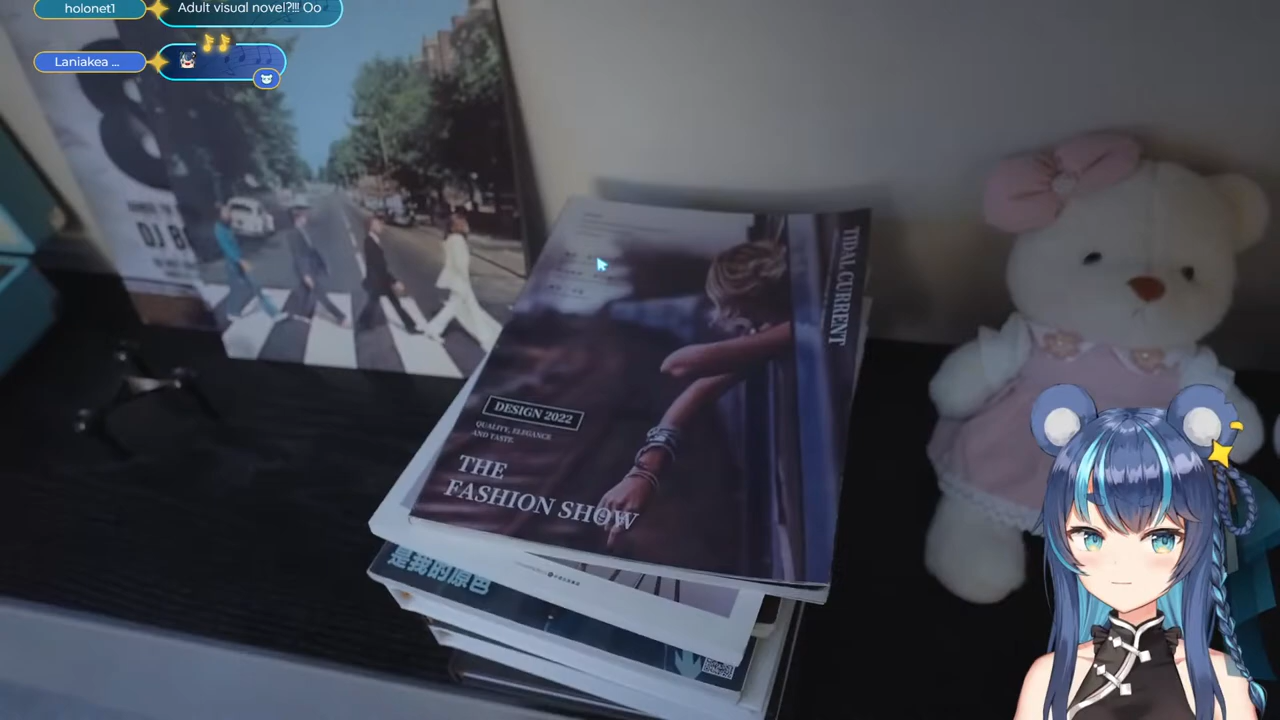 holonet1
Adult visual novel?!!! Oo
Laniakea ...
DJ
TIDAL CURRENT
DESIGN 2022
QUALITY, ELEGANCE
AND TASTE.
THE
FASHION SHOW
是我的原色